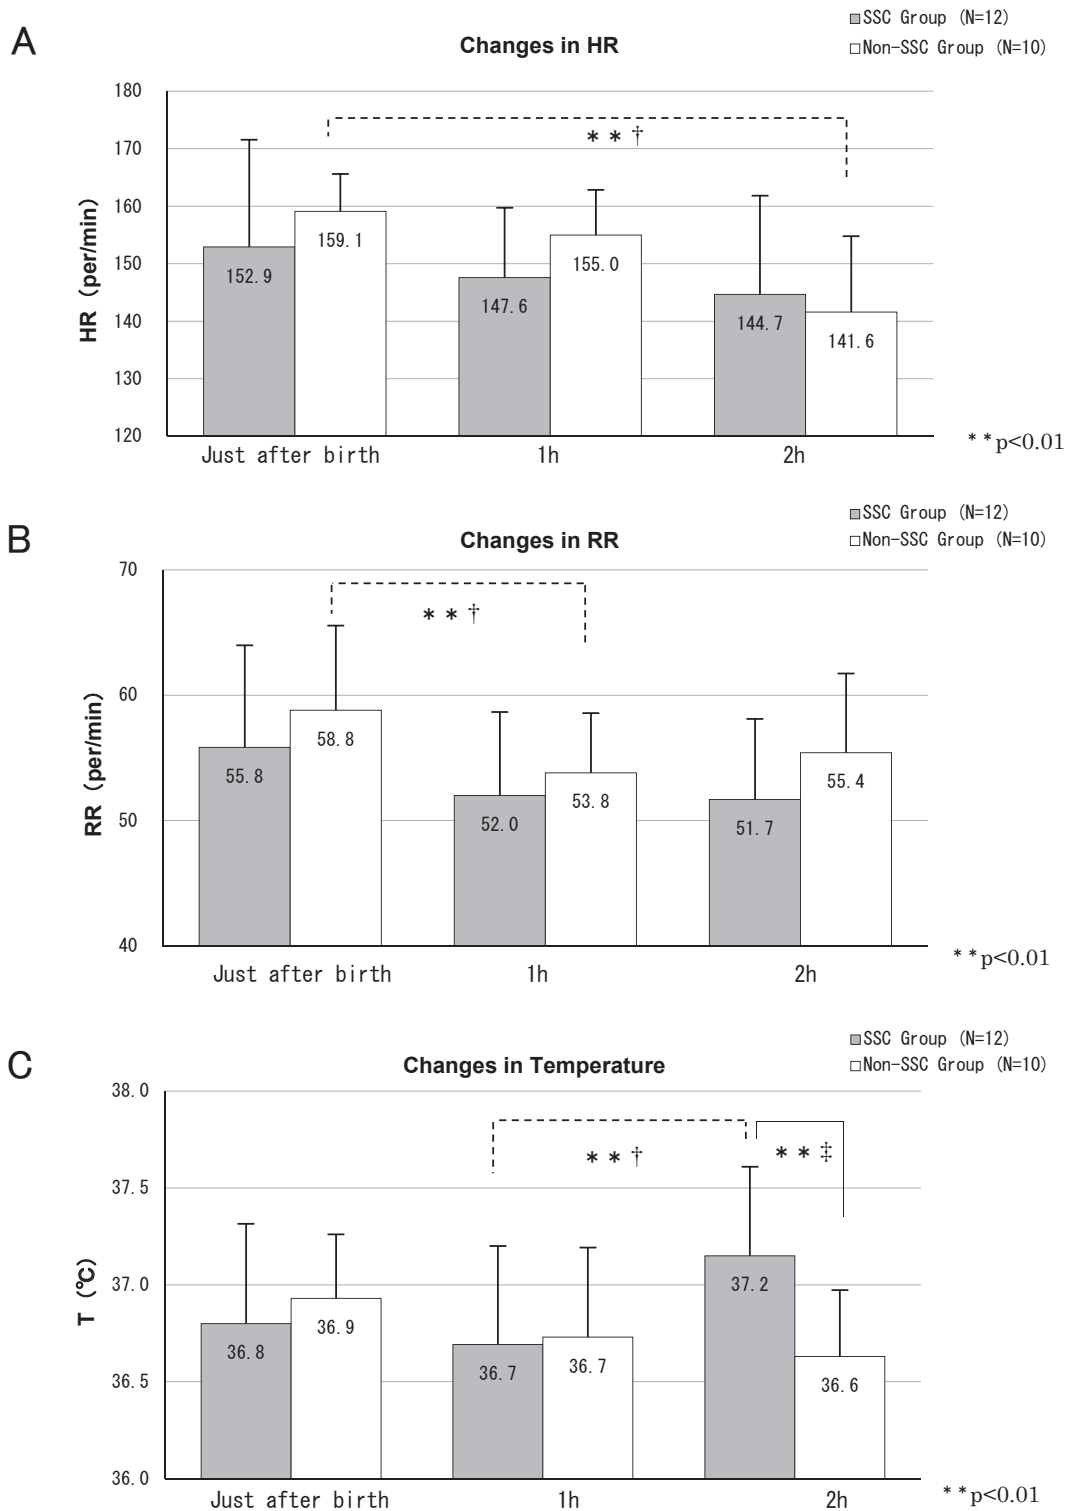 SSC Group (N=12)
A
Changes in HR
Non-SSC Group (N=10)
180
170
160
150
140
130
120
HR (per/min)
**†
152.9
159.1
147.6
155.0
144.7
141.6
Just after birth
1h
2h
**p<0.01
SSC Group (N=12)
B
Changes in RR
Non-SSC Group (N=10)
70
60
50
40
RR (per/min)
**†
55.8
58.8
52.0
53.8
51.7
55.4
Just after birth
1h
2h
**p<0.01
SSC Group (N=12)
C
Changes in Temperature
Non-SSC Group (N=10)
38.0
37.5
37.0
36.5
36.0
T (℃)
**†
**‡
36.8
36.9
36.7
36.7
37.2
36.6
Just after birth
1h
2h
**p<0.01